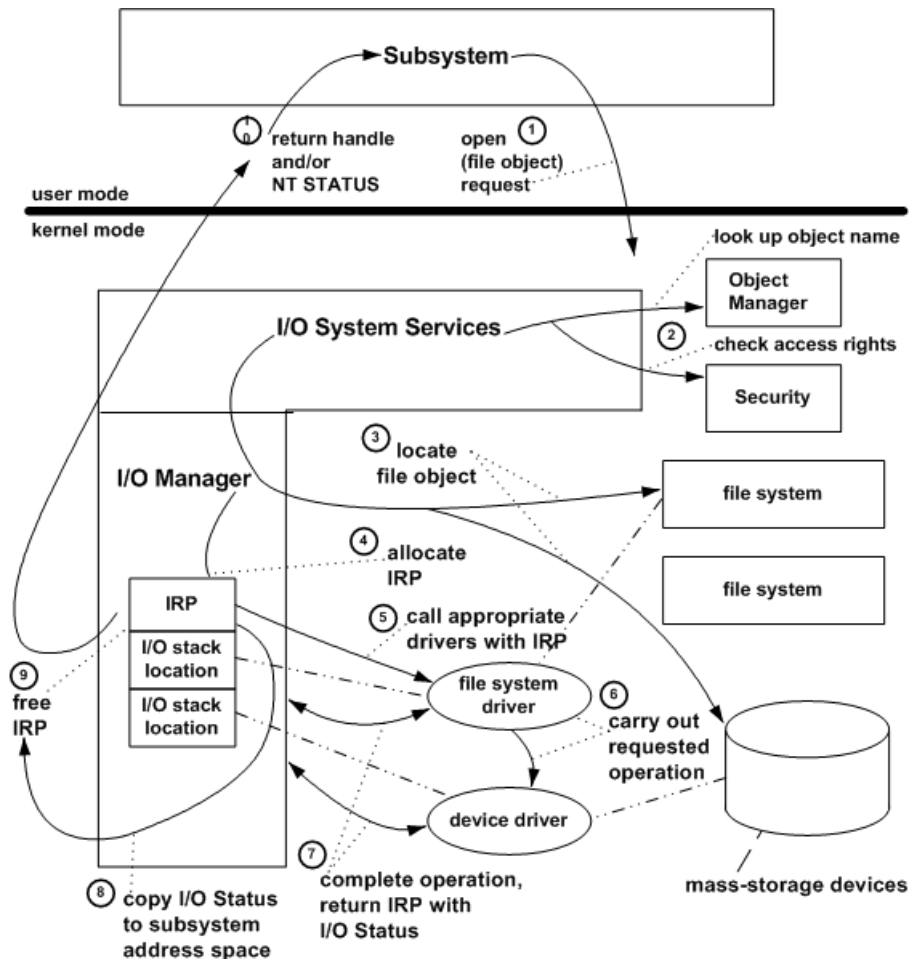 Subsystem
10
return handle
and/or
NT STATUS
1
open
(file object)
request
user mode
kernel mode
look up object name
Object
Manager
I/O System Services
2
check access rights
Security
3
locate
file object
I/O Manager
file system
4
allocate
IRP
file system
IRP
5
call appropriate
drivers with IRP
I/O stack
location
9
free
IRP
file system
driver
6
carry out
requested
operation
I/O stack
location
device driver
7
complete operation,
return IRP with
I/O Status
mass-storage devices
8
copy I/O Status
to subsystem
address space